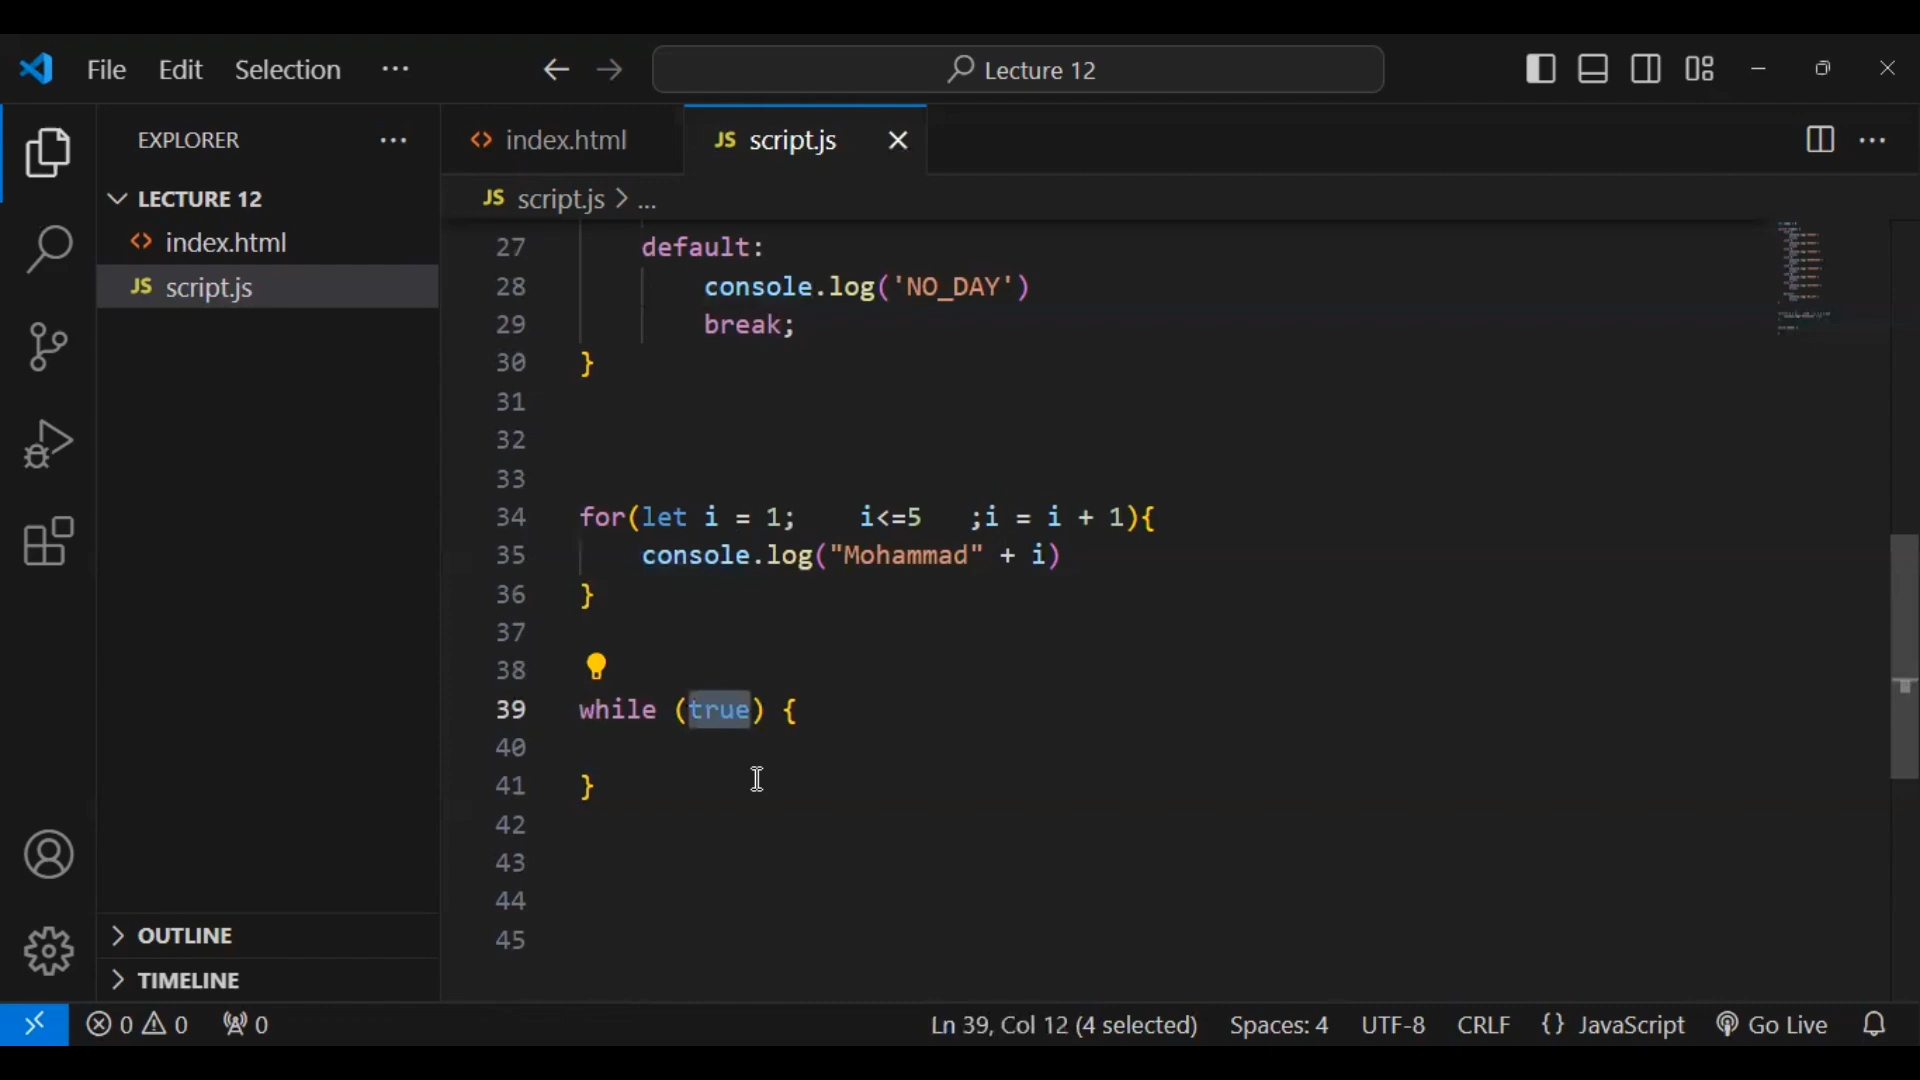 File Edit Selection ··· Lecture 12
EXPLORER ···
LECTURE 12
index.html
JS script.js
OUTLINE
TIMELINE
index.html JS script.js
JS script.js > ...
27 default:
28 console.log('NO_DAY')
29 break;
30 }
31
32
33
34 for(let i = 1;    i<=5   ;i = i + 1){
35 console.log("Mohammad" + i)
36 }
37
38
39 while (true) {
40
41 }
42
43
44
45
0 0 0 Ln 39, Col 12 (4 selected) Spaces: 4 UTF-8 CRLF {} JavaScript Go Live